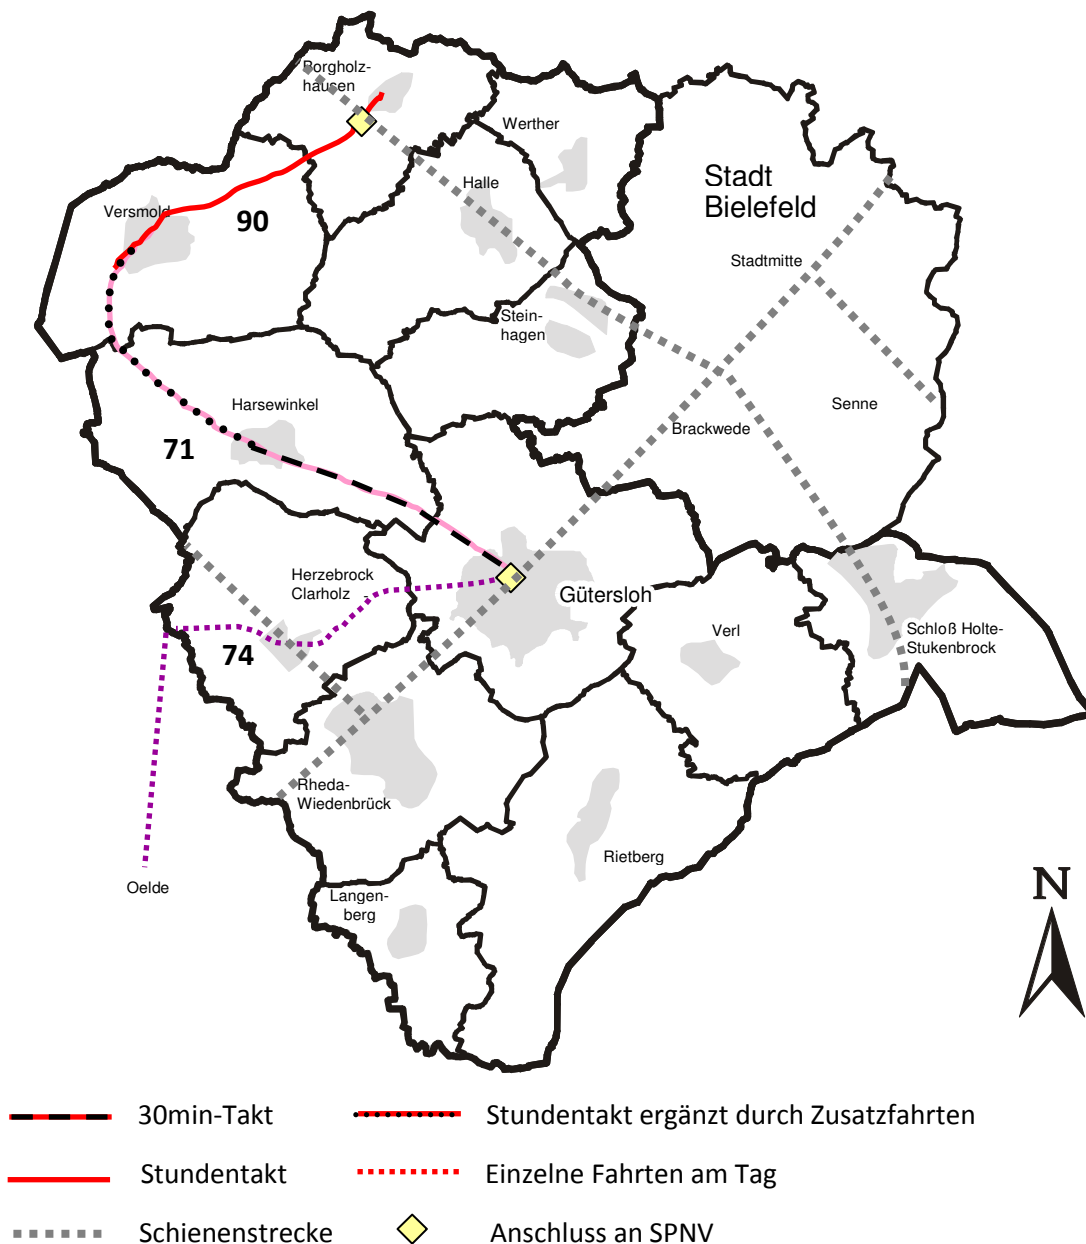 Borgholz-
hausen
Werther
Halle
Stadt
Bielefeld
Versmold
90
Stadtmitte
Stein-
hagen
Harsewinkel
Senne
Brackwede
71
Herzebrock
Clarholz
Gütersloh
Verl
Schloß Holte-
Stukenbrock
74
Rheda-
Wiedenbrück
Rietberg
Oelde
Langen-
berg
N
30min-Takt
Stundentakt ergänzt durch Zusatzfahrten
Stundentakt
Einzelne Fahrten am Tag
Schienenstrecke
Anschluss an SPNV